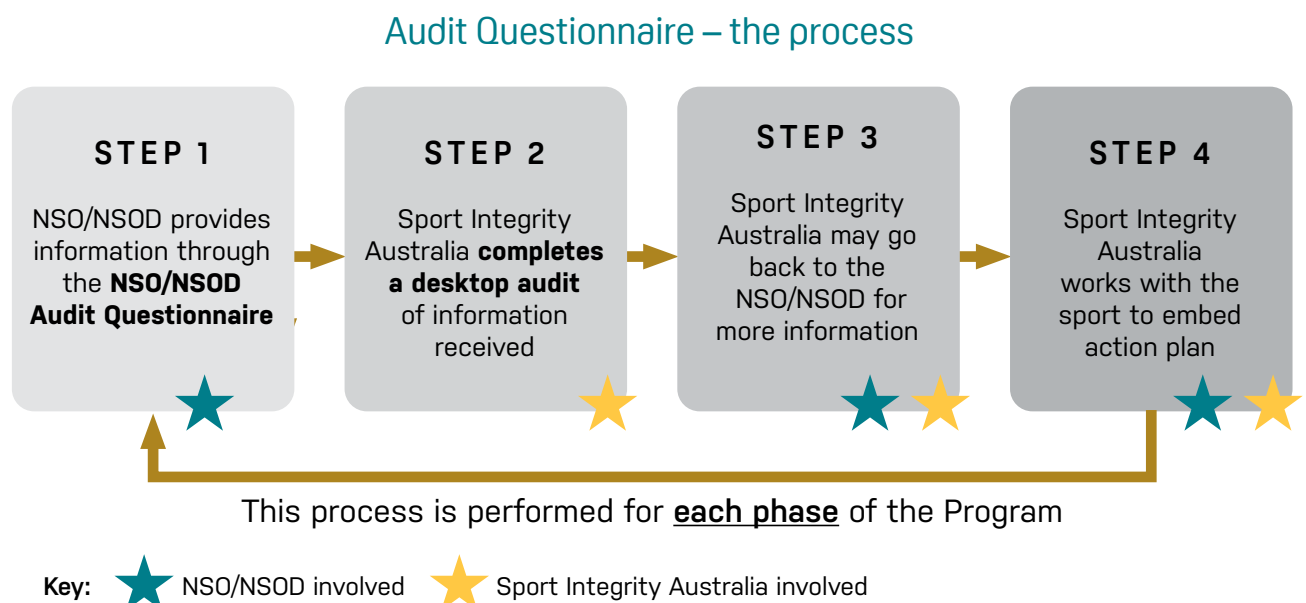 Audit Questionnaire – the process
STEP 1
NSO/NSOD provides
information through
the NSO/NSOD
Audit Questionnaire
STEP 2
Sport Integrity
Australia completes
a desktop audit
of information
received
STEP 3
Sport Integrity
Australia may go
back to the
NSO/NSOD for
more information
STEP 4
Sport Integrity
Australia
works with the
sport to embed
action plan
This process is performed for each phase of the Program
Key: NSO/NSOD involved Sport Integrity Australia involved